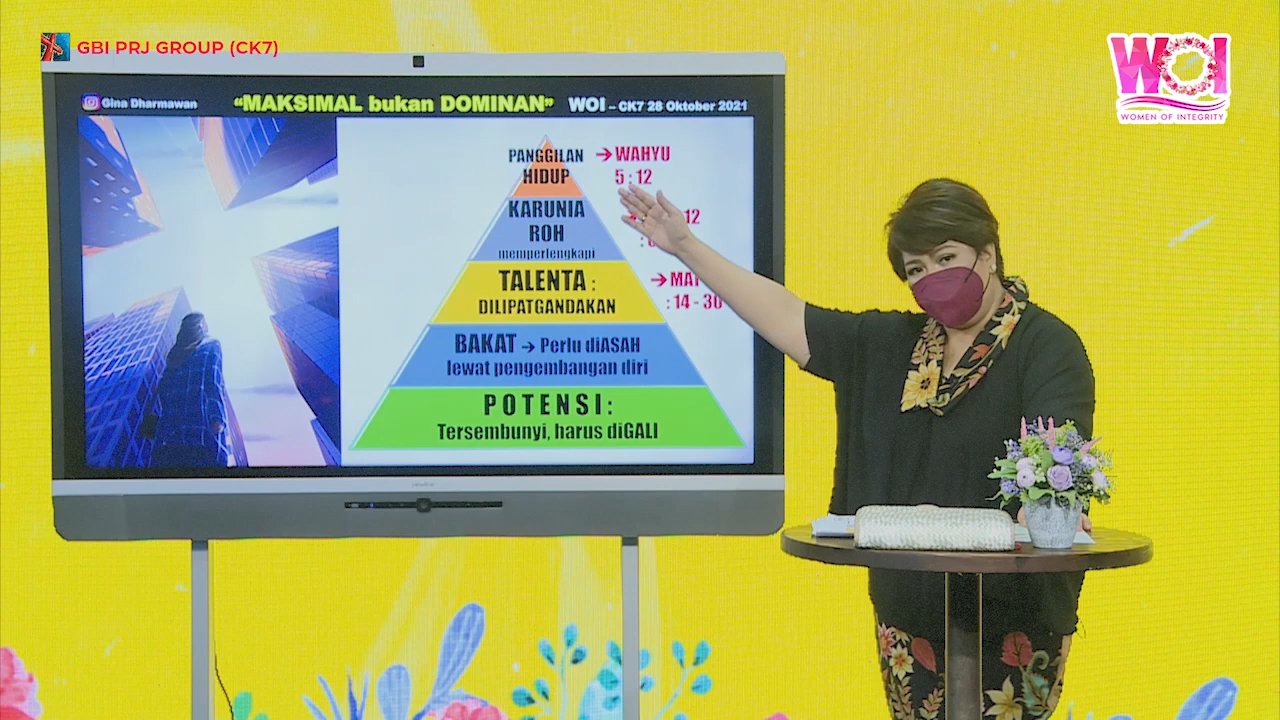 GBI PRJ GROUP (CK7)
WOI
WOMEN OF INTEGRITY
Gina Dharmawan "MAKSIMAL bukan DOMINAN" WOI – CK7 28 Oktober 2021
PANGGILAN → WAHYU
HIDUP 5 : 12
KARUNIA 12
ROH :
memperlengkapi
TALENTA : → MAT
DILIPATGANDAKAN : 14 - 30
BAKAT → Perlu diASAH
lewat pengembangan diri
POTENSI :
Tersembunyi, harus diGALI